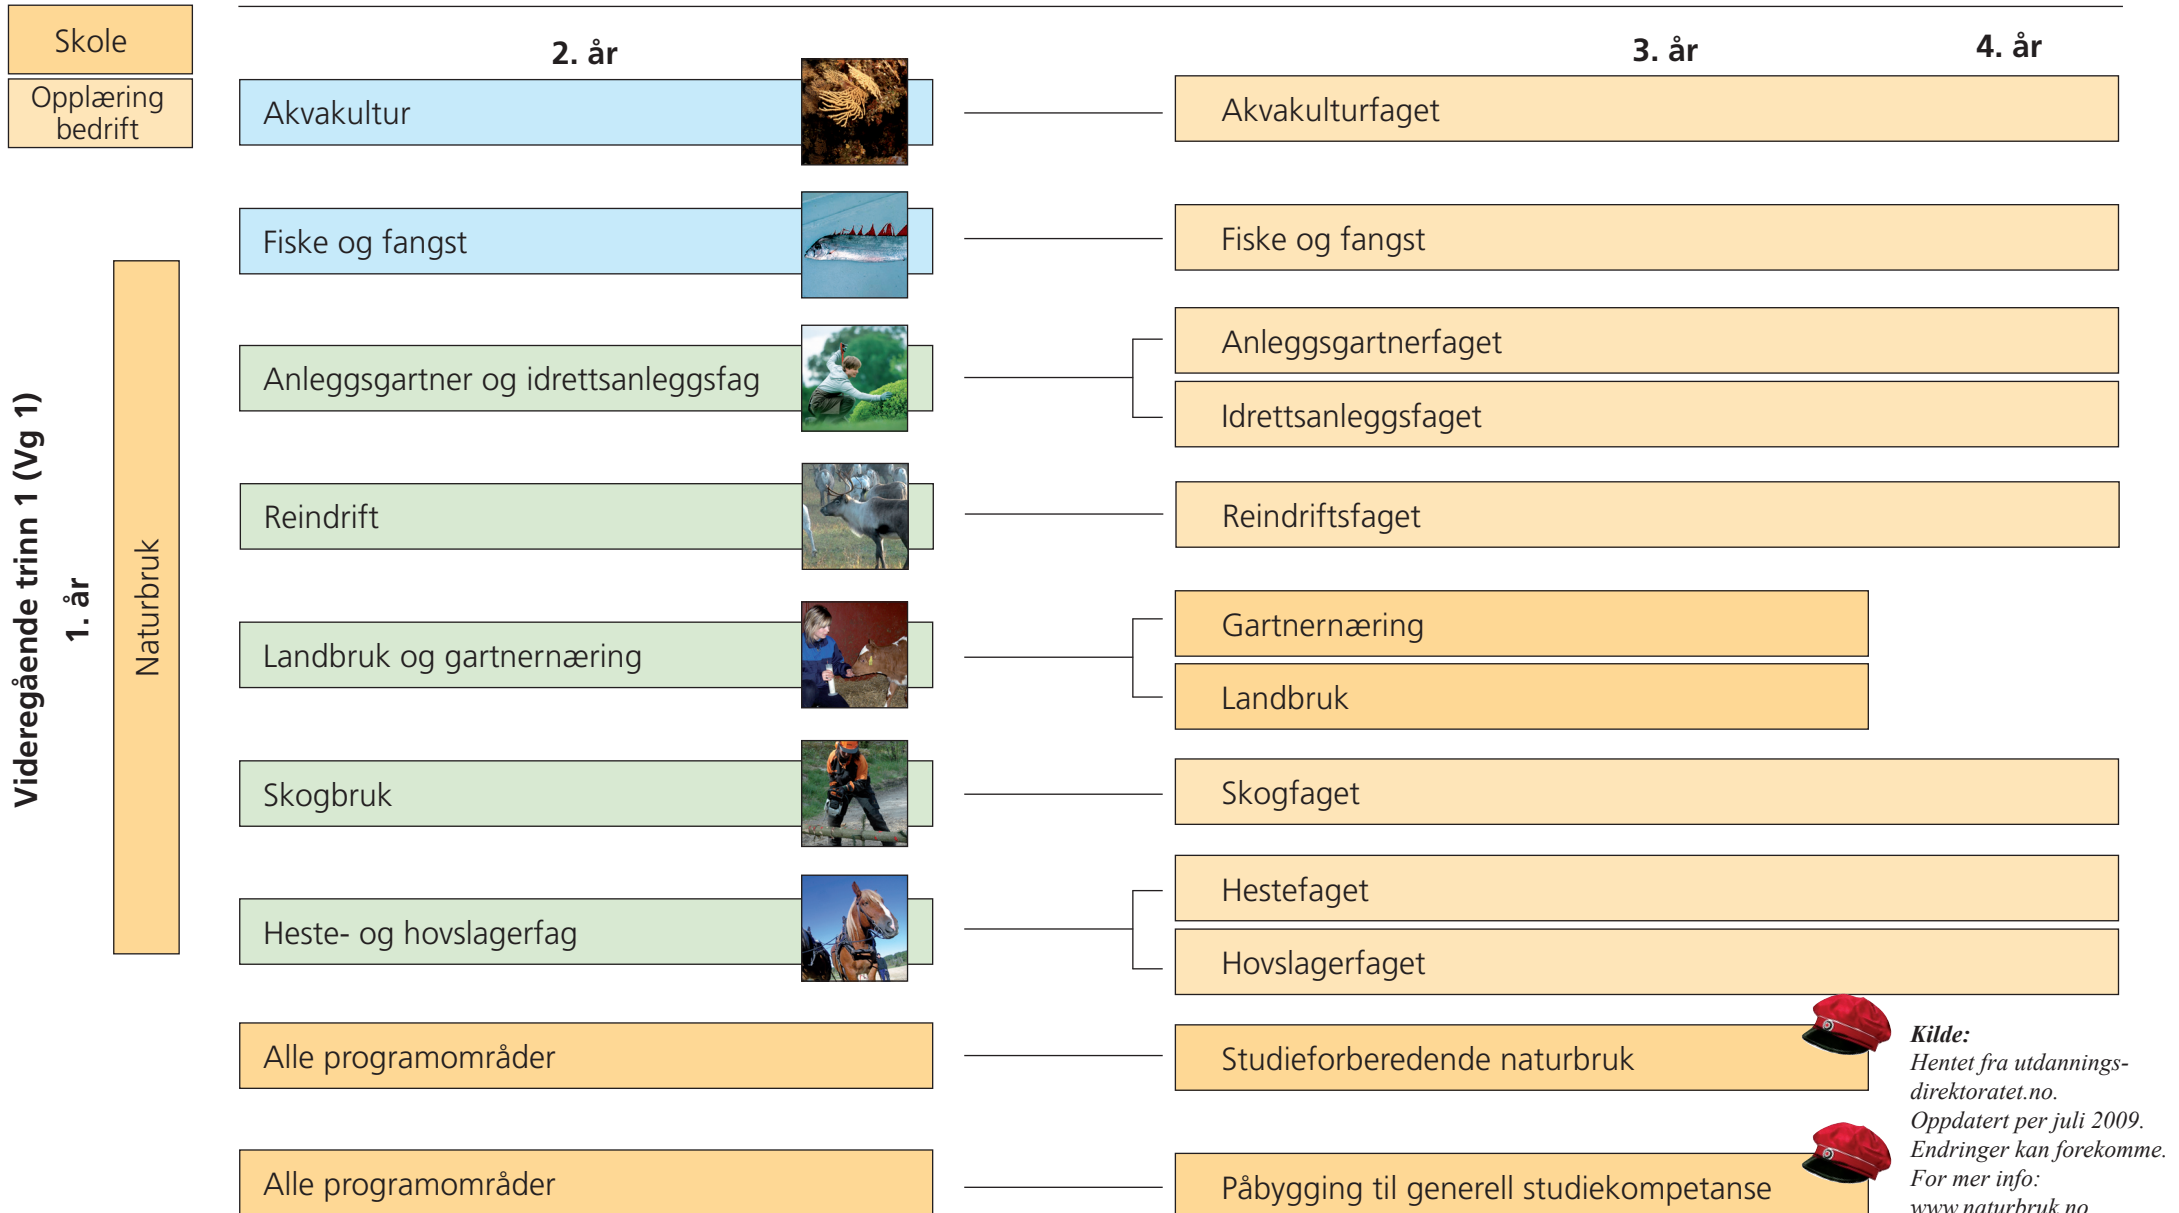 Skole
Opplæring
bedrift
2. år
3. år
4. år
Videregående trinn 1 (Vg 1)
1. år
Naturbruk
Akvakultur
Akvakulturfaget
Fiske og fangst
Fiske og fangst
Anleggsgartner og idrettsanleggsfag
Anleggsgartnerfaget
Idrettsanleggsfaget
Reindrift
Reindriftsfaget
Landbruk og gartnernæring
Gartnernæring
Landbruk
Skogbruk
Skogfaget
Heste- og hovslagerfag
Hestefaget
Hovslagerfaget
Alle programområder
Studieforberedende naturbruk
Alle programområder
Påbygging til generell studiekompetanse
Kilde:
Hentet fra utdannings-
direktoratet.no.
Oppdatert per juli 2009.
Endringer kan forekomme.
For mer info:
www.naturbruk.no